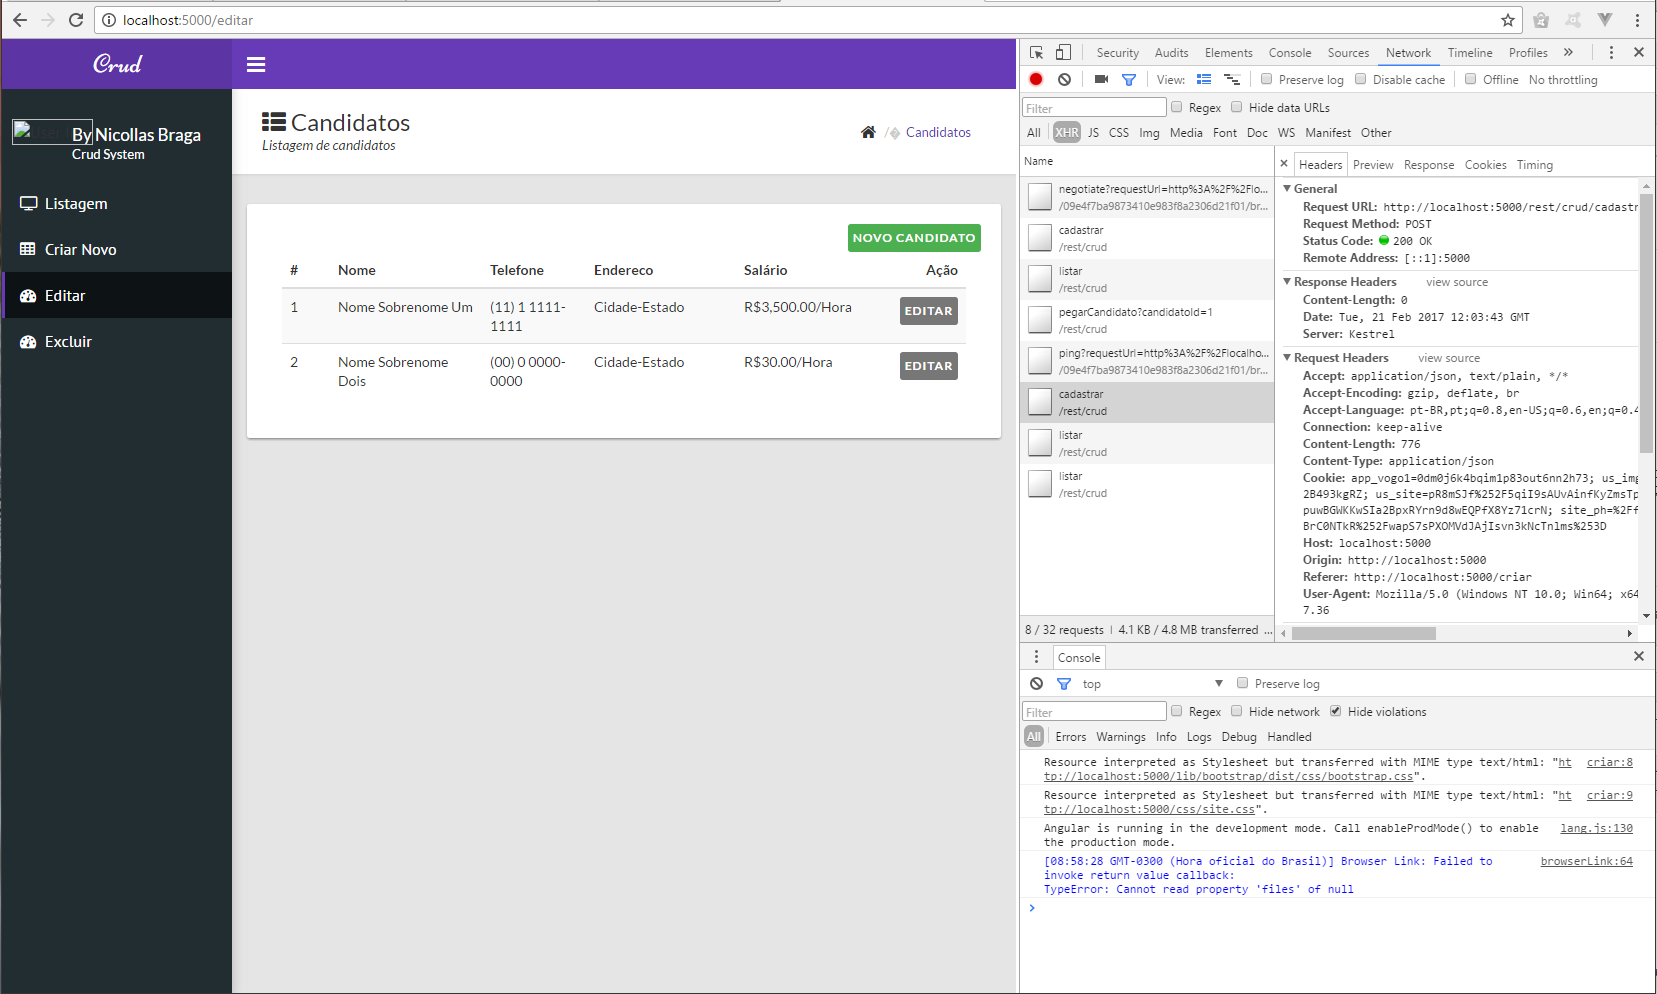 localhost:5000/editar
Crud
By Nicollas Braga
Crud System
Listagem
Criar Novo
Editar
Excluir
Candidatos
Listagem de candidatos
/� Candidatos
NOVO CANDIDATO
# Nome Telefone Endereco Salário Ação
1 Nome Sobrenome Um (11) 1 1111- Cidade-Estado R$3,500.00/Hora EDITAR
1111
2 Nome Sobrenome (00) 0 0000- Cidade-Estado R$30.00/Hora EDITAR
Dois 0000
Security Audits Elements Console Sources Network Timeline Profiles »
View: Preserve log Disable cache Offline No throttling
Filter Regex Hide data URLs
All XHR JS CSS Img Media Font Doc WS Manifest Other
Name
negotiate?requestUrl=http%3A%2F%2Flo...
/09e4f7ba9873410e983f8a2306d21f01/br...
cadastrar
/rest/crud
listar
/rest/crud
pegarCandidato?candidatoId=1
/rest/crud
ping?requestUrl=http%3A%2F%2Flocalho...
/09e4f7ba9873410e983f8a2306d21f01/br...
cadastrar
/rest/crud
listar
/rest/crud
listar
/rest/crud
8 / 32 requests | 4.1 KB / 4.8 MB transferred ...
× Headers Preview Response Cookies Timing
General
Request URL: http://localhost:5000/rest/crud/cadastr
Request Method: POST
Status Code: 200 OK
Remote Address: [::1]:5000
Response Headers view source
Content-Length: 0
Date: Tue, 21 Feb 2017 12:03:43 GMT
Server: Kestrel
Request Headers view source
Accept: application/json, text/plain, */*
Accept-Encoding: gzip, deflate, br
Accept-Language: pt-BR,pt;q=0.8,en-US;q=0.6,en;q=0.4
Connection: keep-alive
Content-Length: 776
Content-Type: application/json
Cookie: app_vogo1=0dm0j6k4bqim1p83out6nn2h73; us_img
2B493kgRZ; us_site=pR8mSJf%252F5qiI9sAUvAinfKyZmsTp
puwBGWKKwSIa2BpxRYrn9d8wEQPfX8Yz71crN; site_ph=%2Ff
BrC0NTkR%252FwapS7sPXOMVdJAjIsvn3kNcTnlms%253D
Host: localhost:5000
Origin: http://localhost:5000
Referer: http://localhost:5000/criar
User-Agent: Mozilla/5.0 (Windows NT 10.0; Win64; x64
7.36
Console
top Preserve log
Filter Regex Hide network Hide violations
All Errors Warnings Info Logs Debug Handled
Resource interpreted as Stylesheet but transferred with MIME type text/html: "ht criar:8
tp://localhost:5000/lib/bootstrap/dist/css/bootstrap.css".
Resource interpreted as Stylesheet but transferred with MIME type text/html: "ht criar:9
tp://localhost:5000/css/site.css".
Angular is running in the development mode. Call enableProdMode() to enable lang.js:130
the production mode.
[08:58:28 GMT-0300 (Hora oficial do Brasil)] Browser Link: Failed to browserLink:64
invoke return value callback:
TypeError: Cannot read property 'files' of null